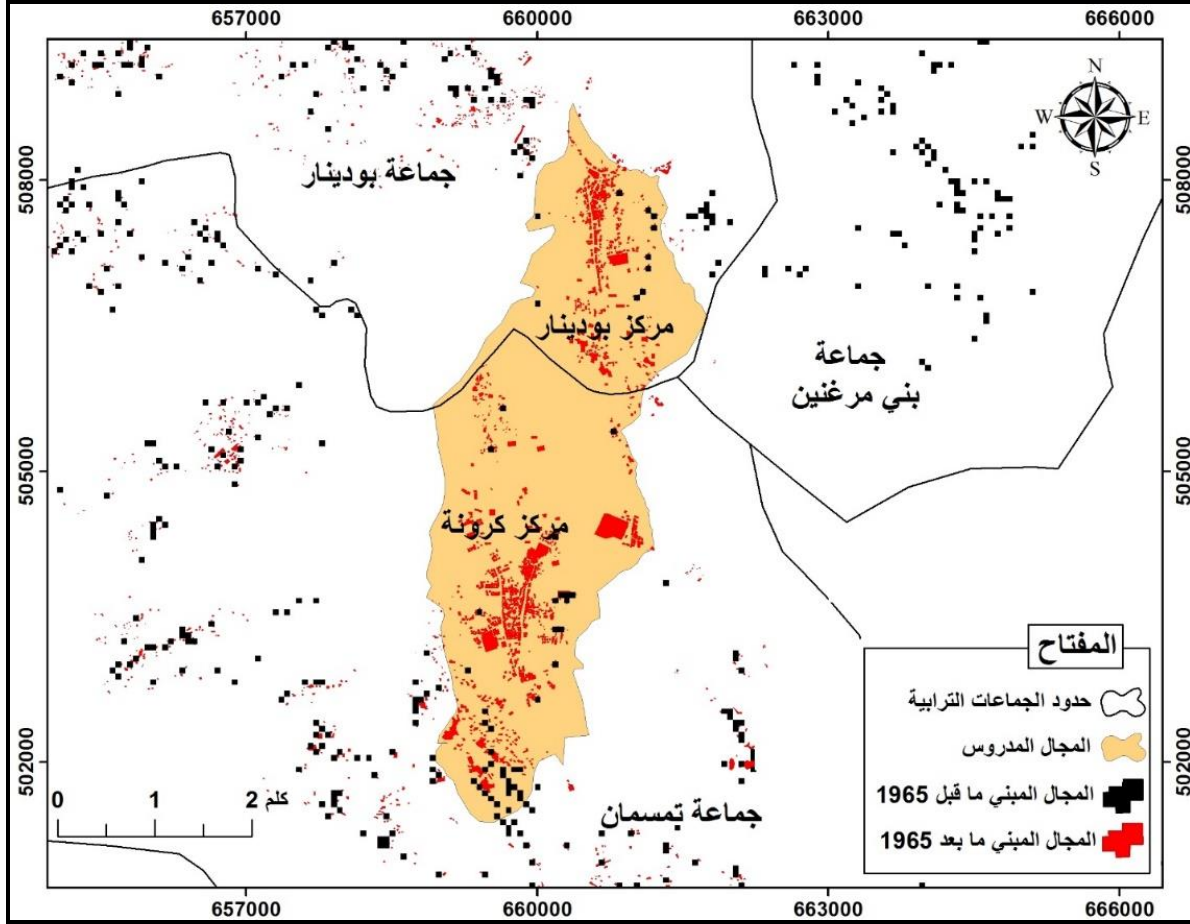 657000 660000 663000 666000
N
W E
S
508000 508000
جماعة بودينار
مركز بودينار
جماعة
بني مرغنين
505000 505000
مركز كرونة
المفتاح
حدود الجماعات الترابية
المجال المدروس
المجال المبني ما قبل 1965
المجال المبني ما بعد 1965
502000 502000
0 1 2 كلم
جماعة تمسمان
657000 660000 663000 666000